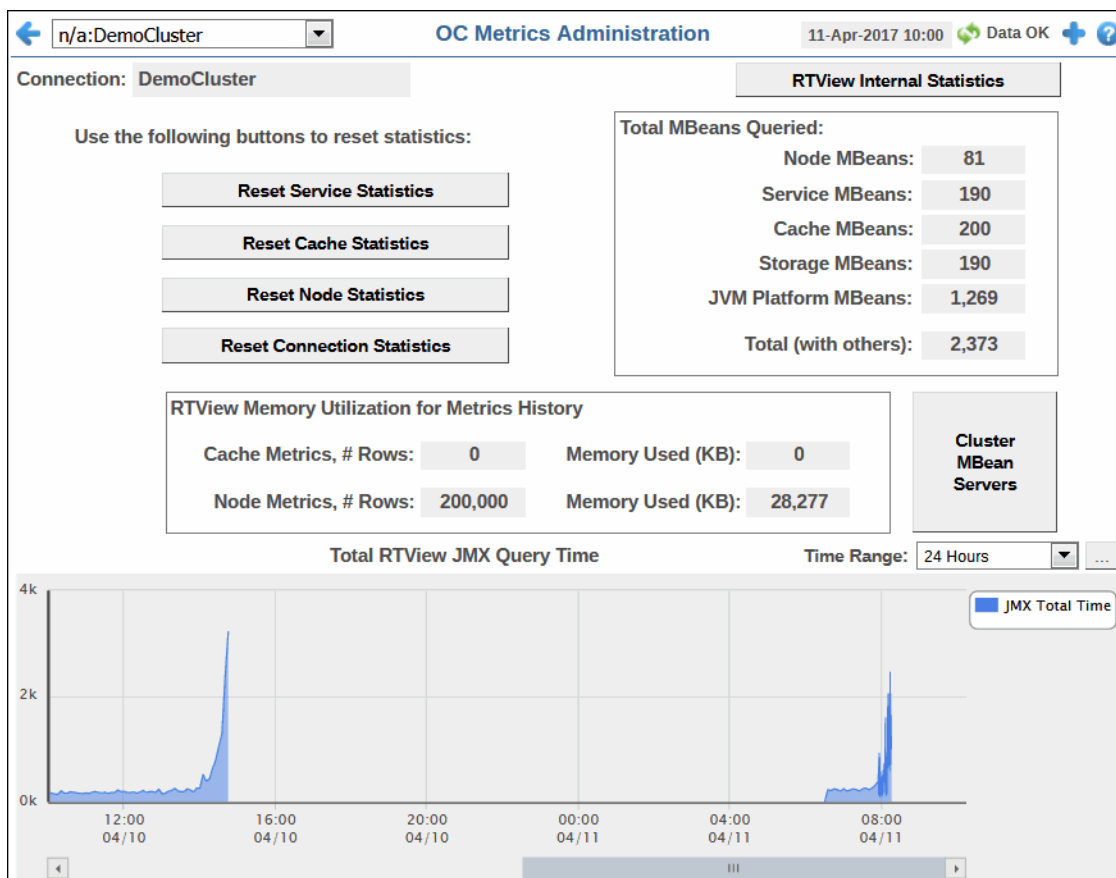 n/a:DemoCluster
OC Metrics Administration
11-Apr-2017 10:00
Data OK
?
Connection: DemoCluster
RTView Internal Statistics
Use the following buttons to reset statistics:
Reset Service Statistics
Reset Cache Statistics
Reset Node Statistics
Reset Connection Statistics
Total MBeans Queried:
Node MBeans: 81
Service MBeans: 190
Cache MBeans: 200
Storage MBeans: 190
JVM Platform MBeans: 1,269
Total (with others): 2,373
RTView Memory Utilization for Metrics History
Cache Metrics, # Rows: 0 Memory Used (KB): 0
Node Metrics, # Rows: 200,000 Memory Used (KB): 28,277
Cluster
MBean
Servers
Total RTView JMX Query Time
Time Range: 24 Hours
...
4k
2k
0k
JMX Total Time
12:00 16:00 20:00 00:00 04:00 08:00
04/10 04/10 04/10 04/11 04/11 04/11